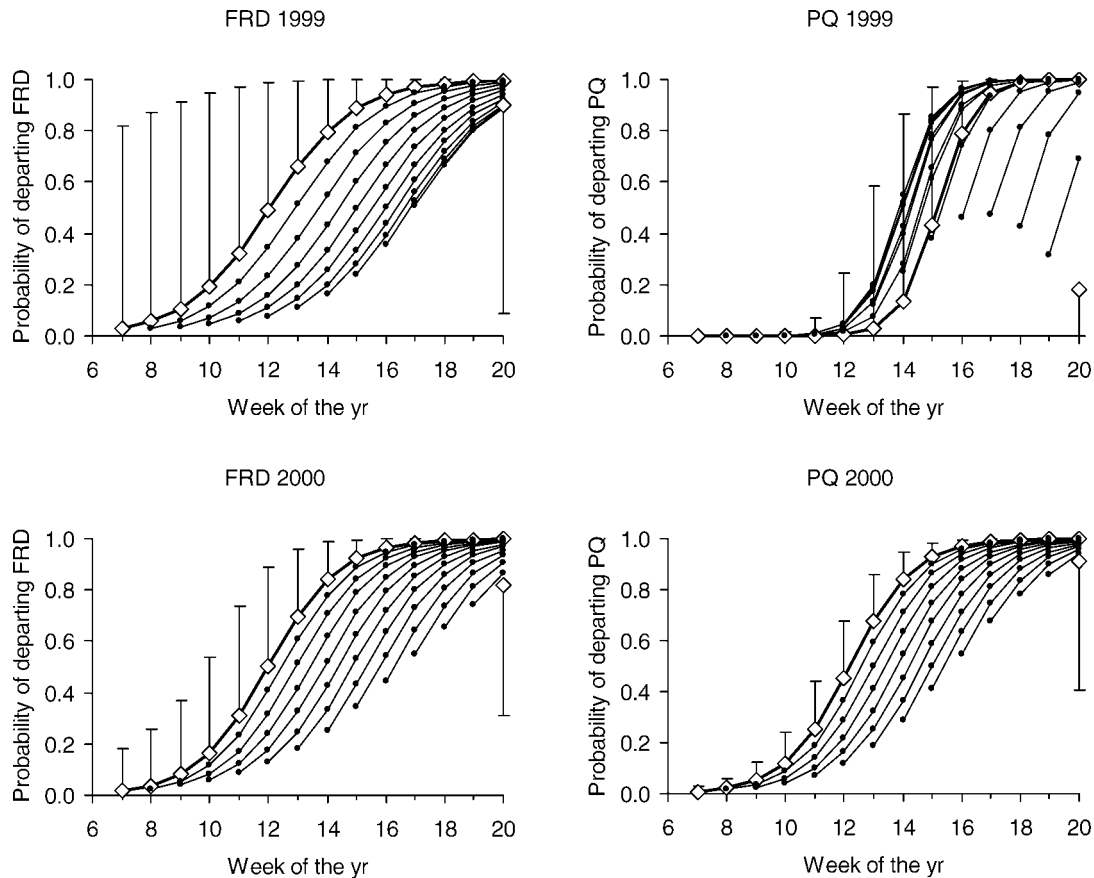 FRD 1999
Probability of departing FRD
1.0
0.8
0.6
0.4
0.2
0.0
6 8 10 12 14 16 18 20
Week of the yr
PQ 1999
Probability of departing PQ
1.0
0.8
0.6
0.4
0.2
0.0
6 8 10 12 14 16 18 20
Week of the yr
FRD 2000
Probability of departing FRD
1.0
0.8
0.6
0.4
0.2
0.0
6 8 10 12 14 16 18 20
Week of the yr
PQ 2000
Probability of departing PQ
1.0
0.8
0.6
0.4
0.2
0.0
6 8 10 12 14 16 18 20
Week of the yr